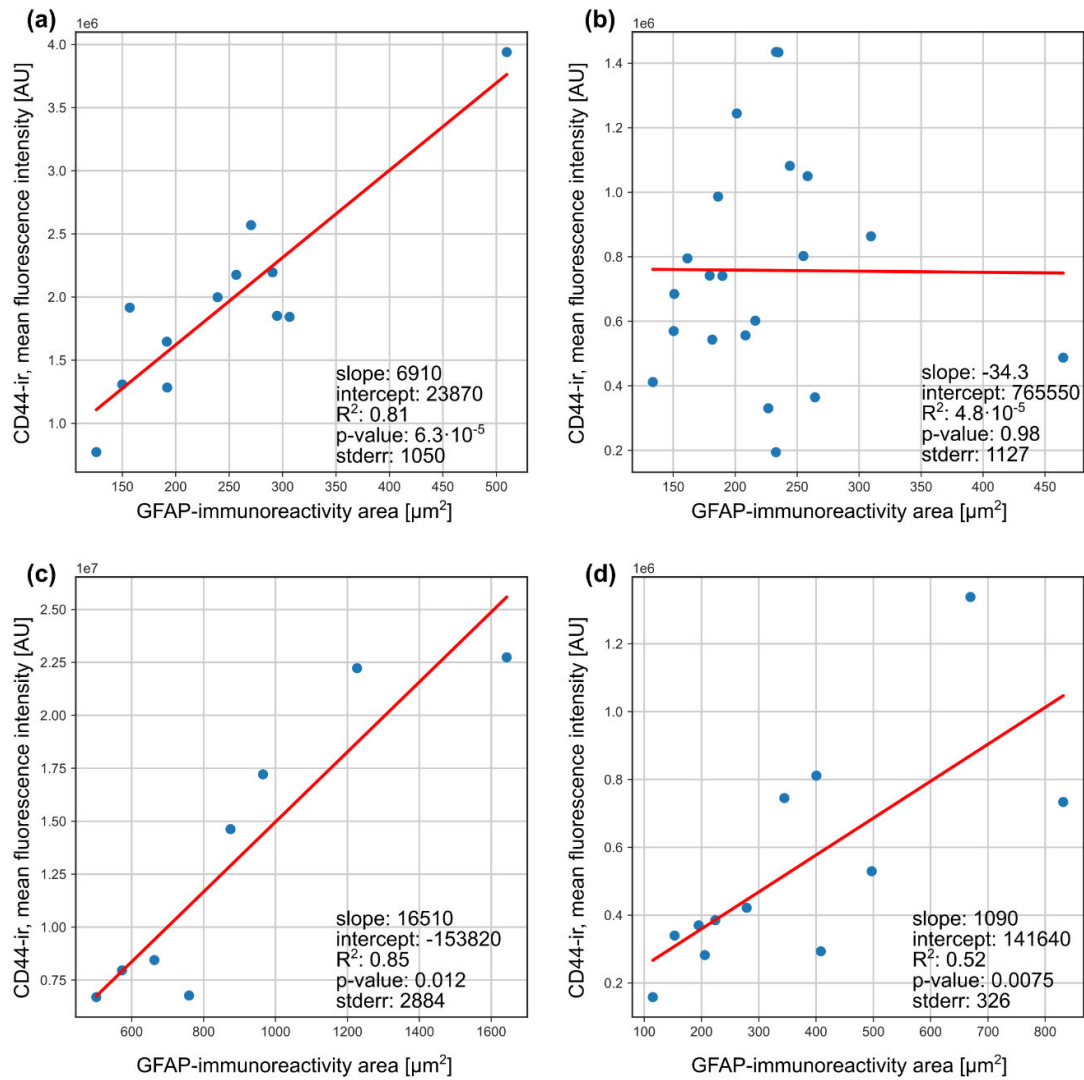 (a)
1e6
CD44-ir, mean fluorescence intensity [AU]
4.0
3.5
3.0
2.5
2.0
1.5
1.0
slope: 6910
intercept: 23870
R²: 0.81
p-value: 6.3·10⁻⁵
stderr: 1050
150 200 250 300 350 400 450 500
GFAP-immunoreactivity area [µm²]
(b)
1e6
CD44-ir, mean fluorescence intensity [AU]
1.4
1.2
1.0
0.8
0.6
0.4
0.2
slope: -34.3
intercept: 765550
R²: 4.8·10⁻⁵
p-value: 0.98
stderr: 1127
150 200 250 300 350 400 450
GFAP-immunoreactivity area [µm²]
(c)
1e7
CD44-ir, mean fluorescence intensity [AU]
2.50
2.25
2.00
1.75
1.50
1.25
1.00
0.75
slope: 16510
intercept: -153820
R²: 0.85
p-value: 0.012
stderr: 2884
600 800 1000 1200 1400 1600
GFAP-immunoreactivity area [µm²]
(d)
1e6
CD44-ir, mean fluorescence intensity [AU]
1.2
1.0
0.8
0.6
0.4
0.2
slope: 1090
intercept: 141640
R²: 0.52
p-value: 0.0075
stderr: 326
100 200 300 400 500 600 700 800
GFAP-immunoreactivity area [µm²]